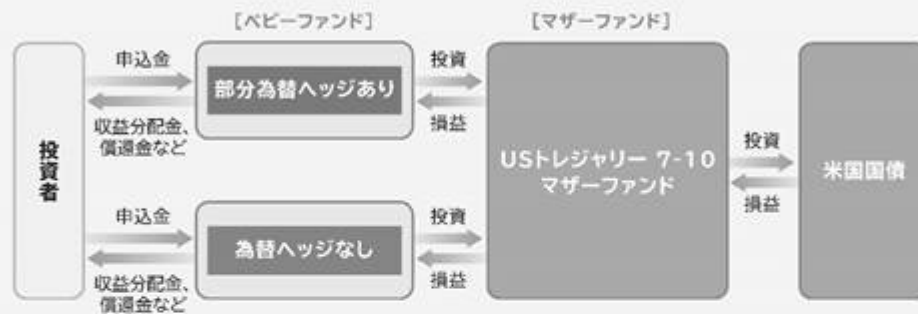 [ベビーファンド]
[マザーファンド]
投資者
申込金
収益分配金、
償還金など
部分為替ヘッジあり
投資
損益
申込金
収益分配金、
償還金など
為替ヘッジなし
投資
損益
USトレジャリー 7-10
マザーファンド
投資
損益
米国国債